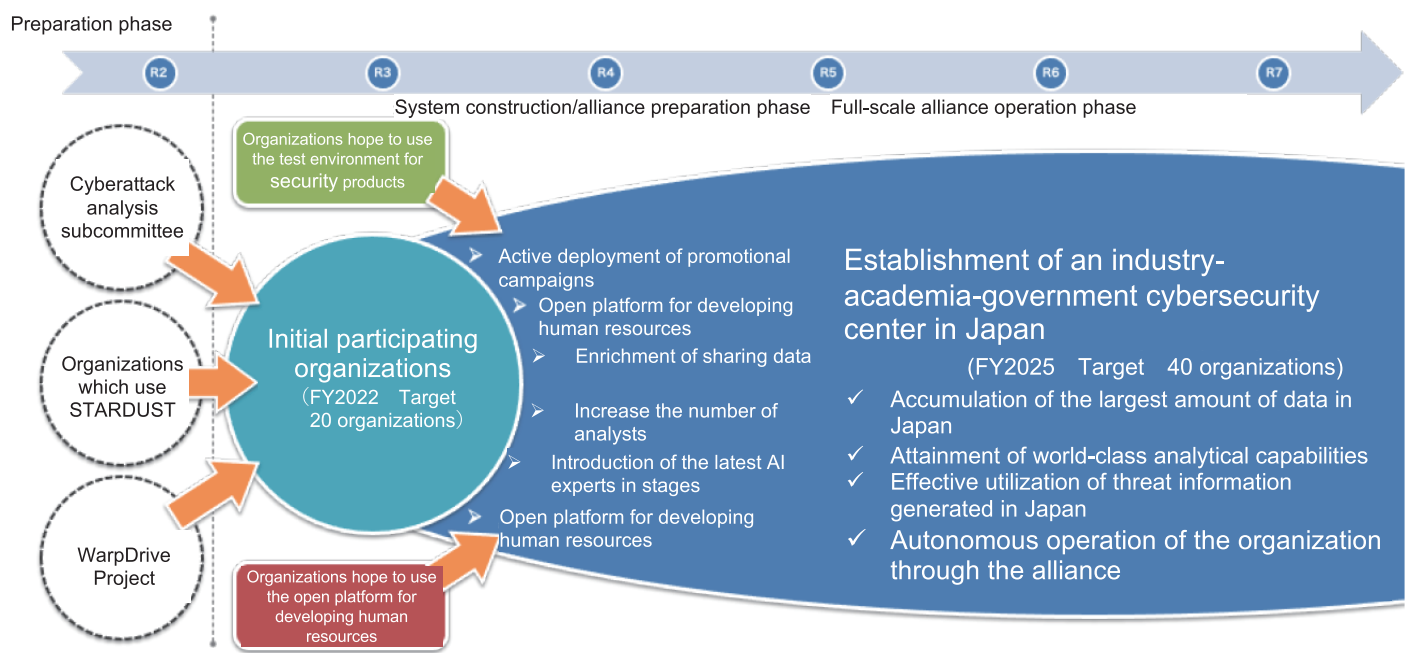 Preparation phase
R2
R3
R4
R5
R6
R7
System construction/alliance preparation phase
Full-scale alliance operation phase
Cyberattack
analysis
subcommittee
Organizations
which use
STARDUST
WarpDrive
Project
Organizations hope to use
the test environment for
security products
Initial participating
organizations
(FY2022 Target
20 organizations)
Organizations hope to use
the open platform for
developing human
resources
➢ Active deployment of promotional
campaigns
➢ Open platform for developing
human resources
➢ Enrichment of sharing data
➢ Increase the number of
analysts
➢ Introduction of the latest AI
experts in stages
➢ Open platform for developing
human resources
Establishment of an industry-
academia-government cybersecurity
center in Japan
(FY2025 Target 40 organizations)
✓ Accumulation of the largest amount of data in
Japan
✓ Attainment of world-class analytical capabilities
✓ Effective utilization of threat information
generated in Japan
✓ Autonomous operation of the organization
through the alliance